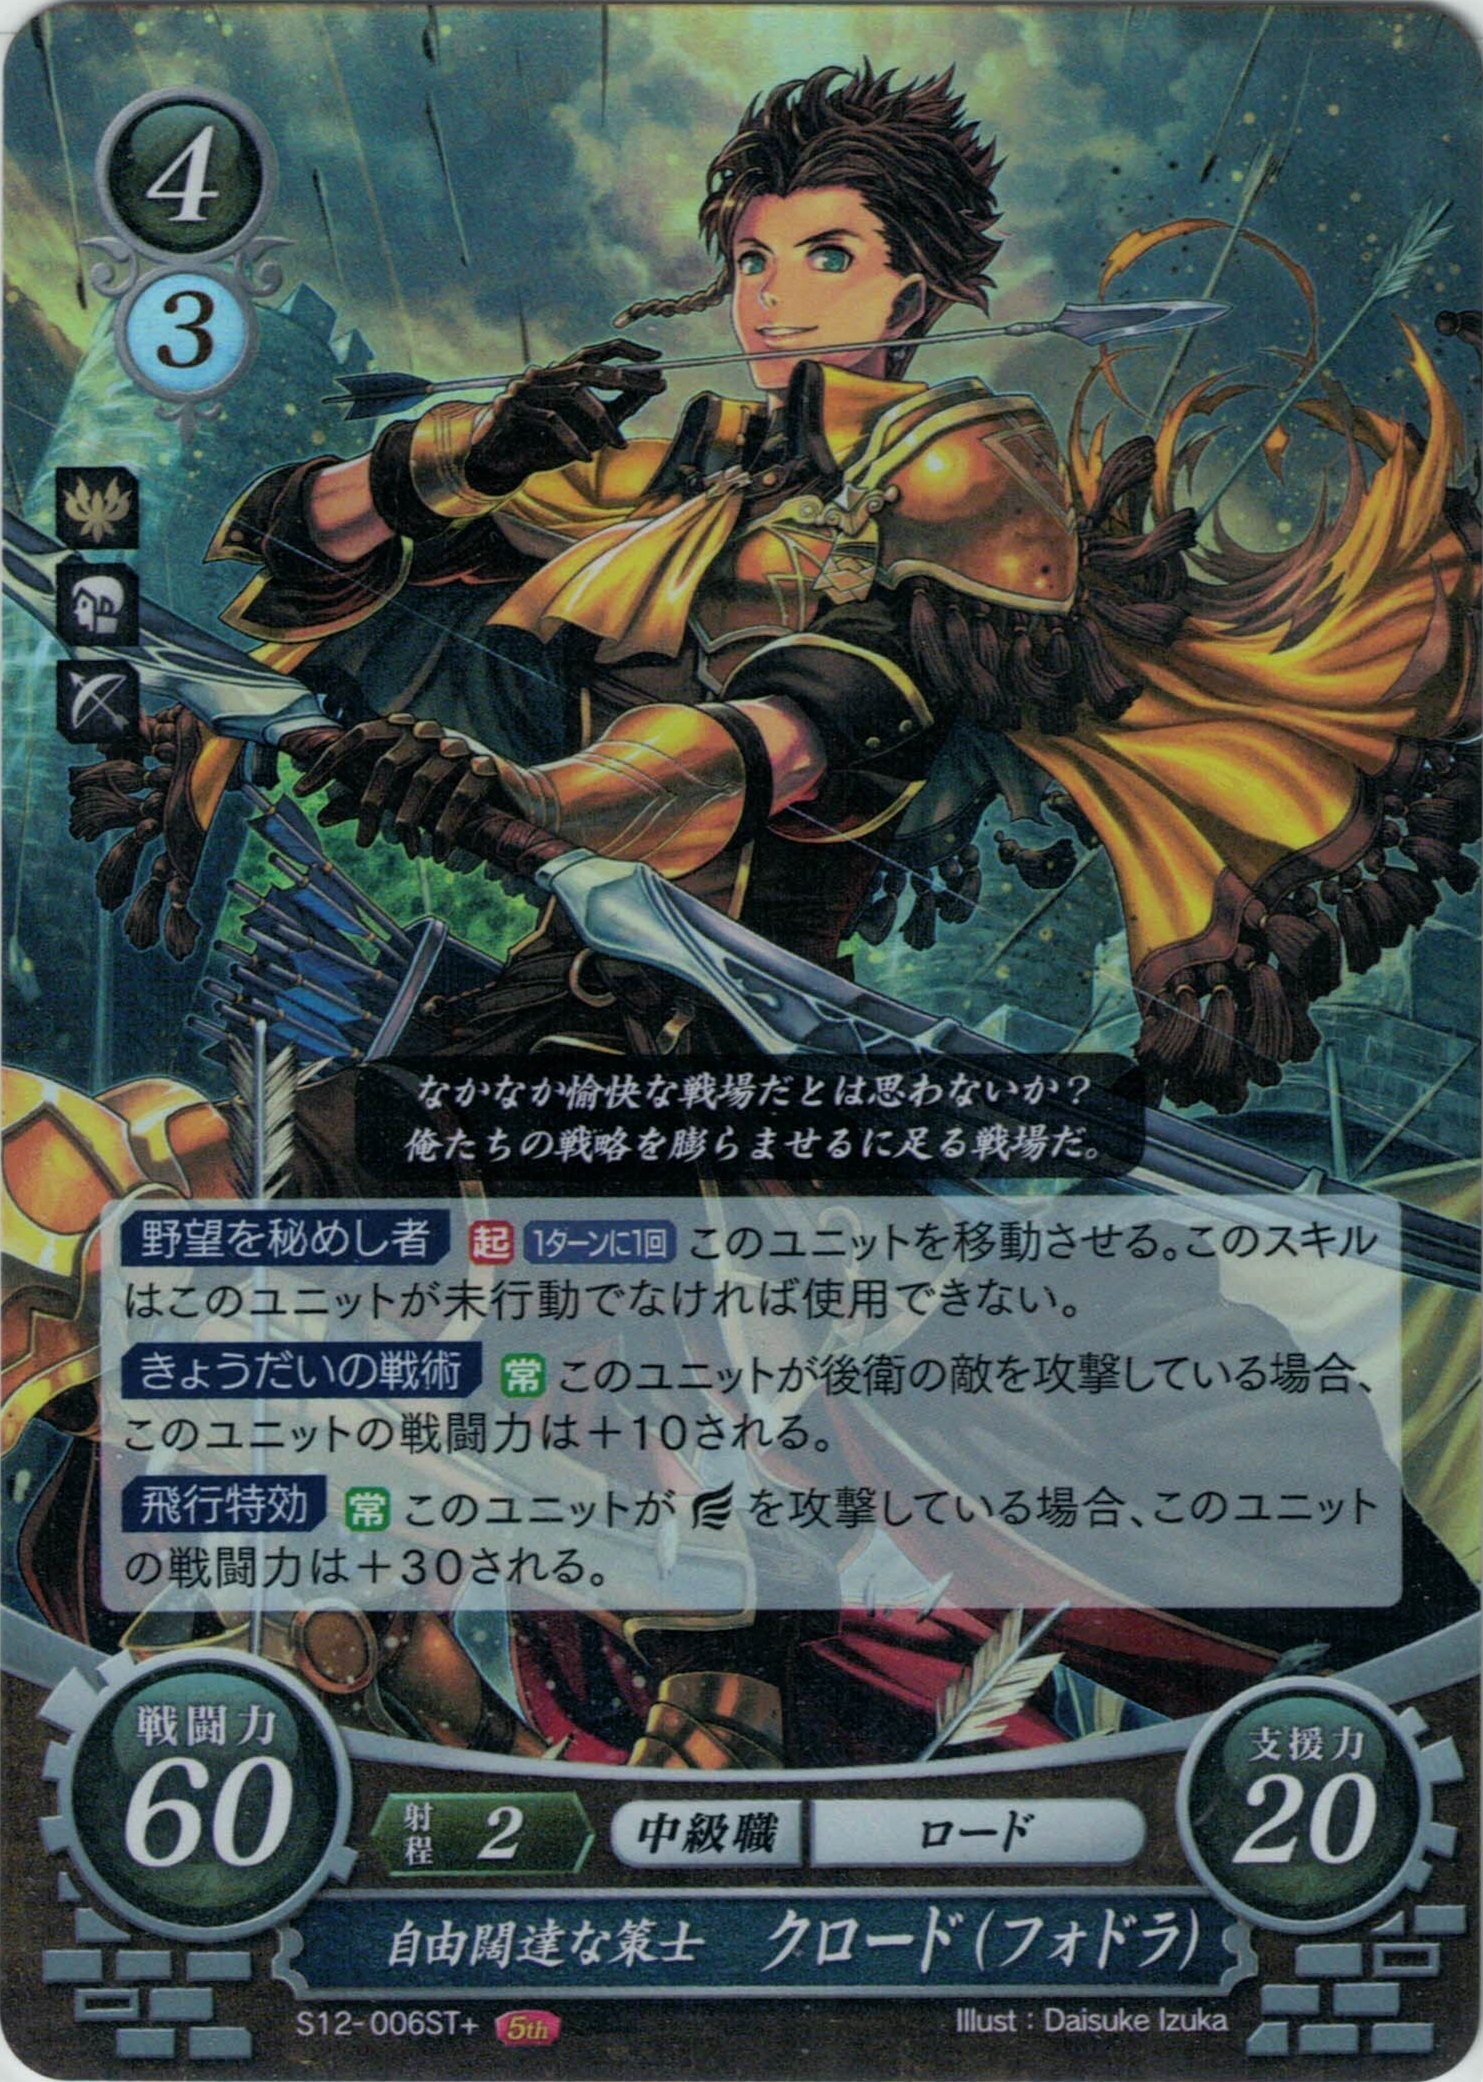 4
3
なかなか愉快な戦場だとは思わないか？
俺たちの戦略を膨らませるに足る戦場だ。
野望を秘めし者 起 1ターンに1回 このユニットを移動させる。このスキル
はこのユニットが未行動でなければ使用できない。
きょうだいの戦術 常 このユニットが後衛の敵を攻撃している場合、
このユニットの戦闘力は＋10される。
飛行特効 常 このユニットが を攻撃している場合、このユニット
の戦闘力は＋30される。
戦闘力
60
射程 2
中級職 ロード
支援力
20
自由闊達な策士 クロード(フォドラ)
S12-006ST+ 5th
Illust : Daisuke Izuka